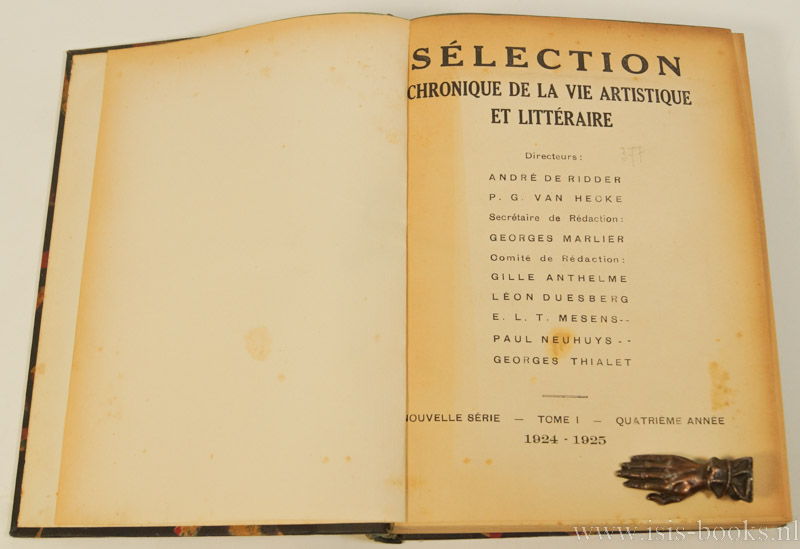 SÉLECTION
CHRONIQUE DE LA VIE ARTISTIQUE
ET LITTÉRAIRE
Directeurs:
ANDRÉ DE RIDDER
P. G. VAN HECKE
Secrétaire de Rédaction:
GEORGES MARLIER
Comité de Rédaction:
GILLE ANTHELME
LÉON DUESBERG
E. L. T. MESENS--
PAUL NEUHUYS--
GEORGES THIALET
NOUVELLE SÉRIE — TOME I — QUATRIÈME ANNÉE
1924-1925
www.isis-books.nl